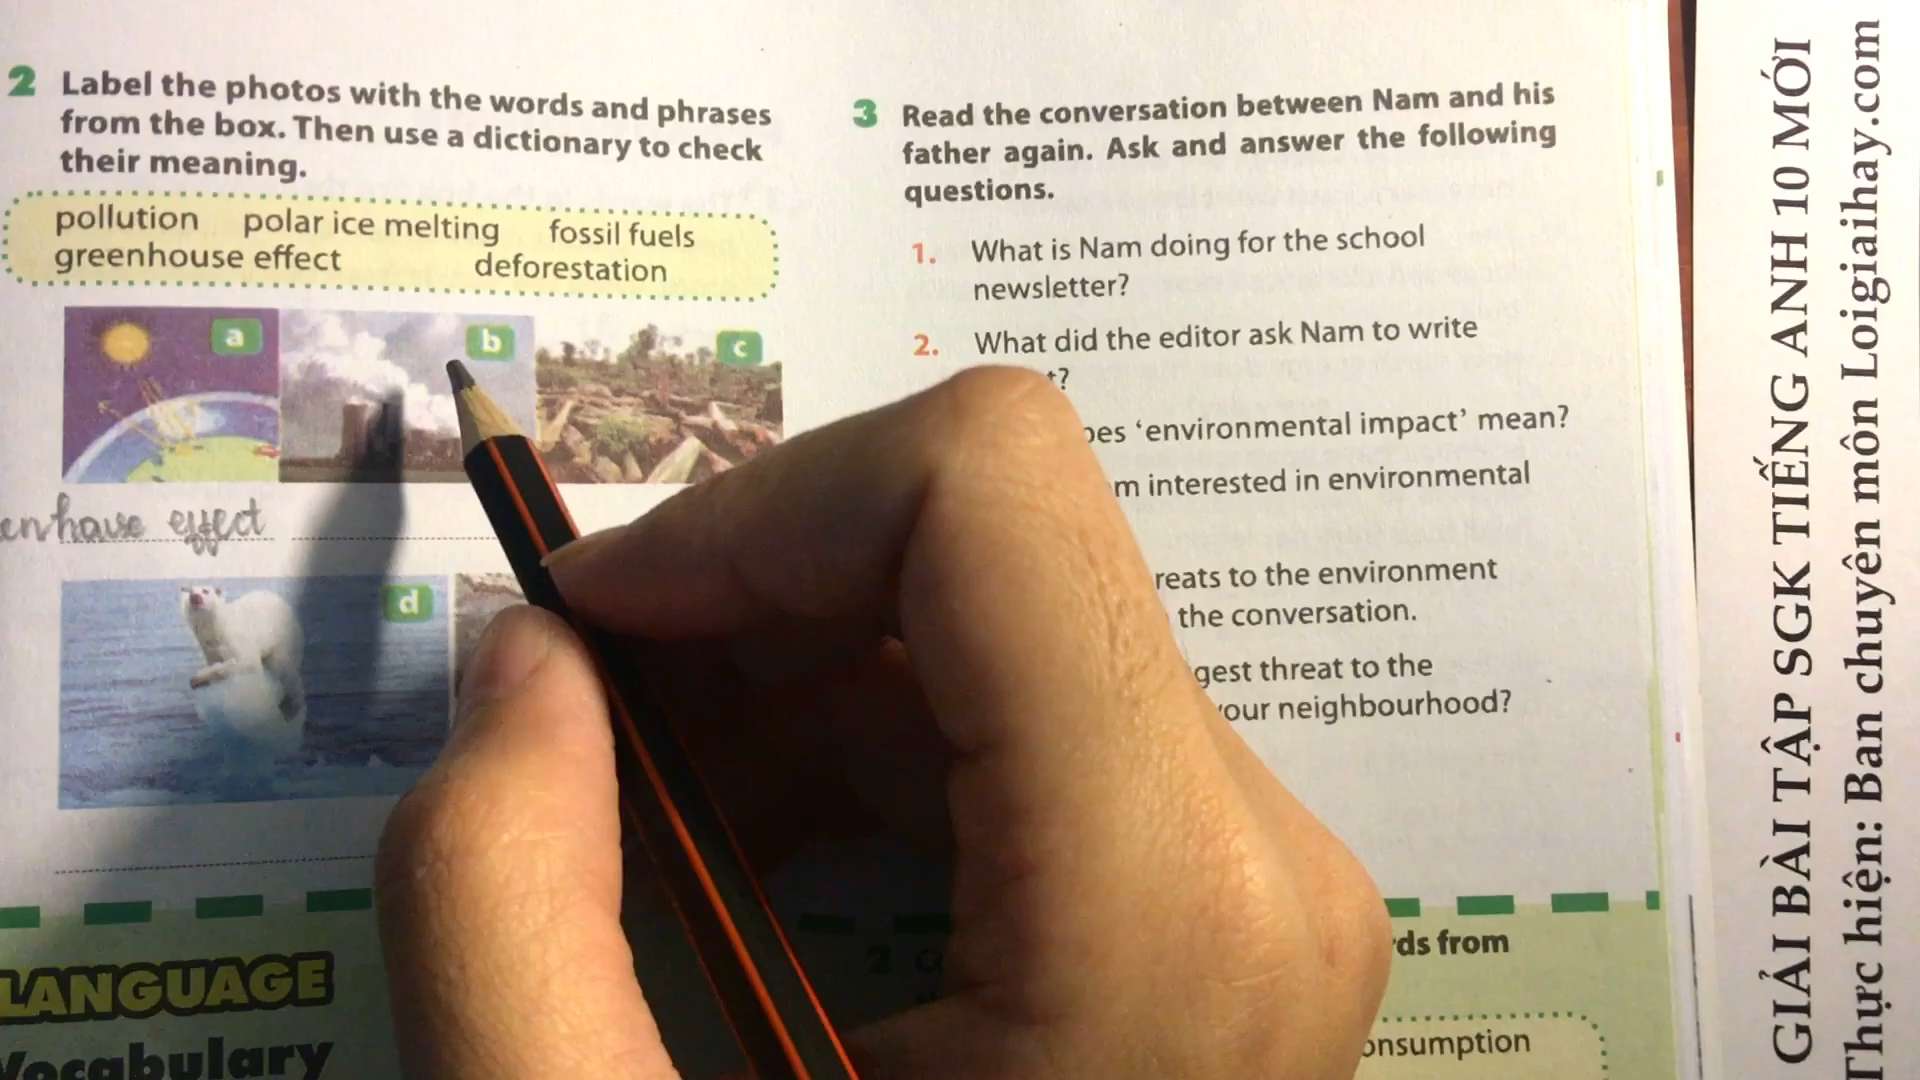 2 Label the photos with the words and phrases
from the box. Then use a dictionary to check
their meaning.
pollution polar ice melting fossil fuels
greenhouse effect deforestation
a
b
c
effect
d
LANGUAGE
Vocabulary
3 Read the conversation between Nam and his
father again. Ask and answer the following
questions.
1. What is Nam doing for the school
newsletter?
2. What did the editor ask Nam to write
t?
oes ‘environmental impact’ mean?
m interested in environmental
reats to the environment
the conversation.
gest threat to the
your neighbourhood?
2
ds from
onsumption
GIẢI BÀI TẬP SGK TIẾNG ANH 10 MỚI
Thực hiện: Ban chuyên môn Loigiaihay.com